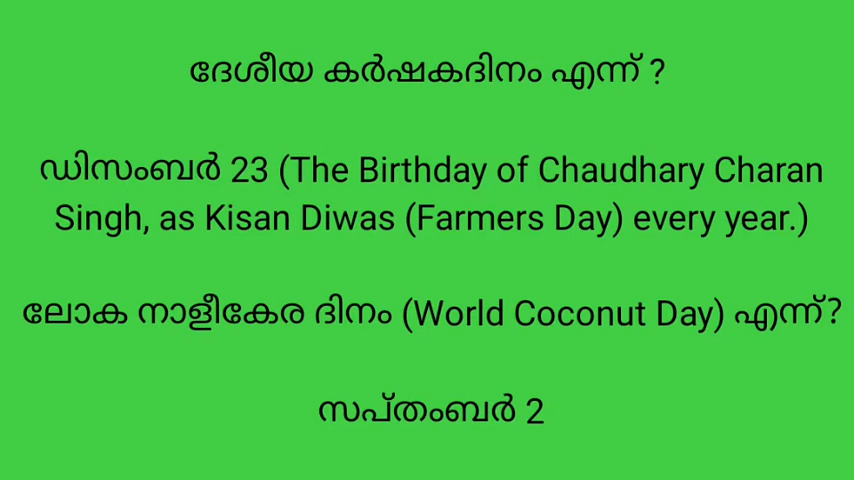 ദേശീയ കർഷകദിനം എന്ന് ?
ഡിസംബർ 23 (The Birthday of Chaudhary Charan
Singh, as Kisan Diwas (Farmers Day) every year.)
ലോക നാളീകേര ദിനം (World Coconut Day) എന്ന്?
സപ്തംബർ 2